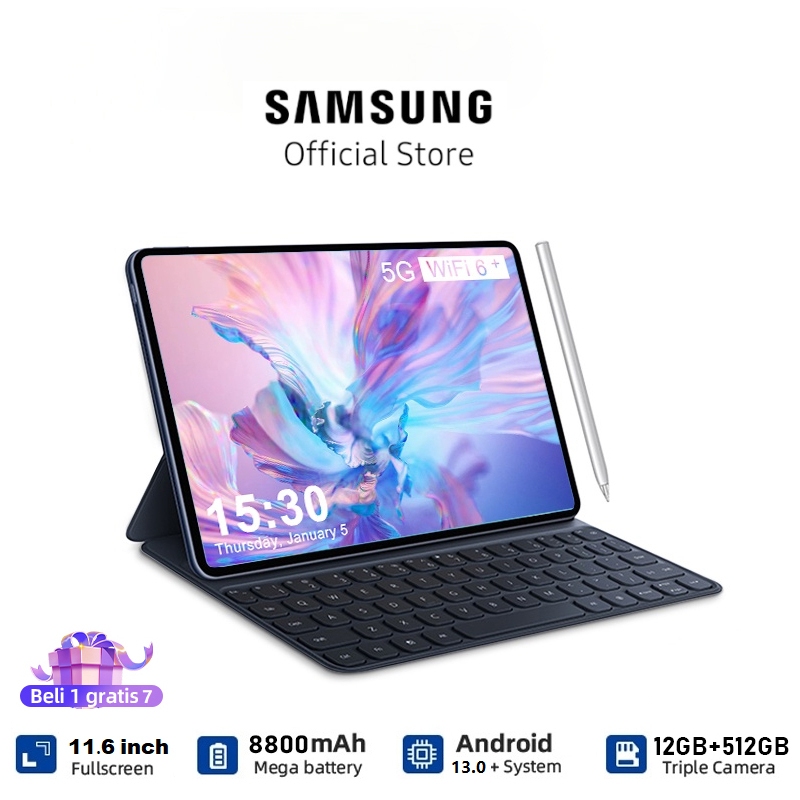 SAMSUNG
Official Store
5G WiFi 6+
15:30
Thursday, January 5
Beli 1 gratis 7
11.6 inch
Fullscreen
8800mAh
Mega battery
Android
13.0 + System
12GB+512GB
Triple Camera